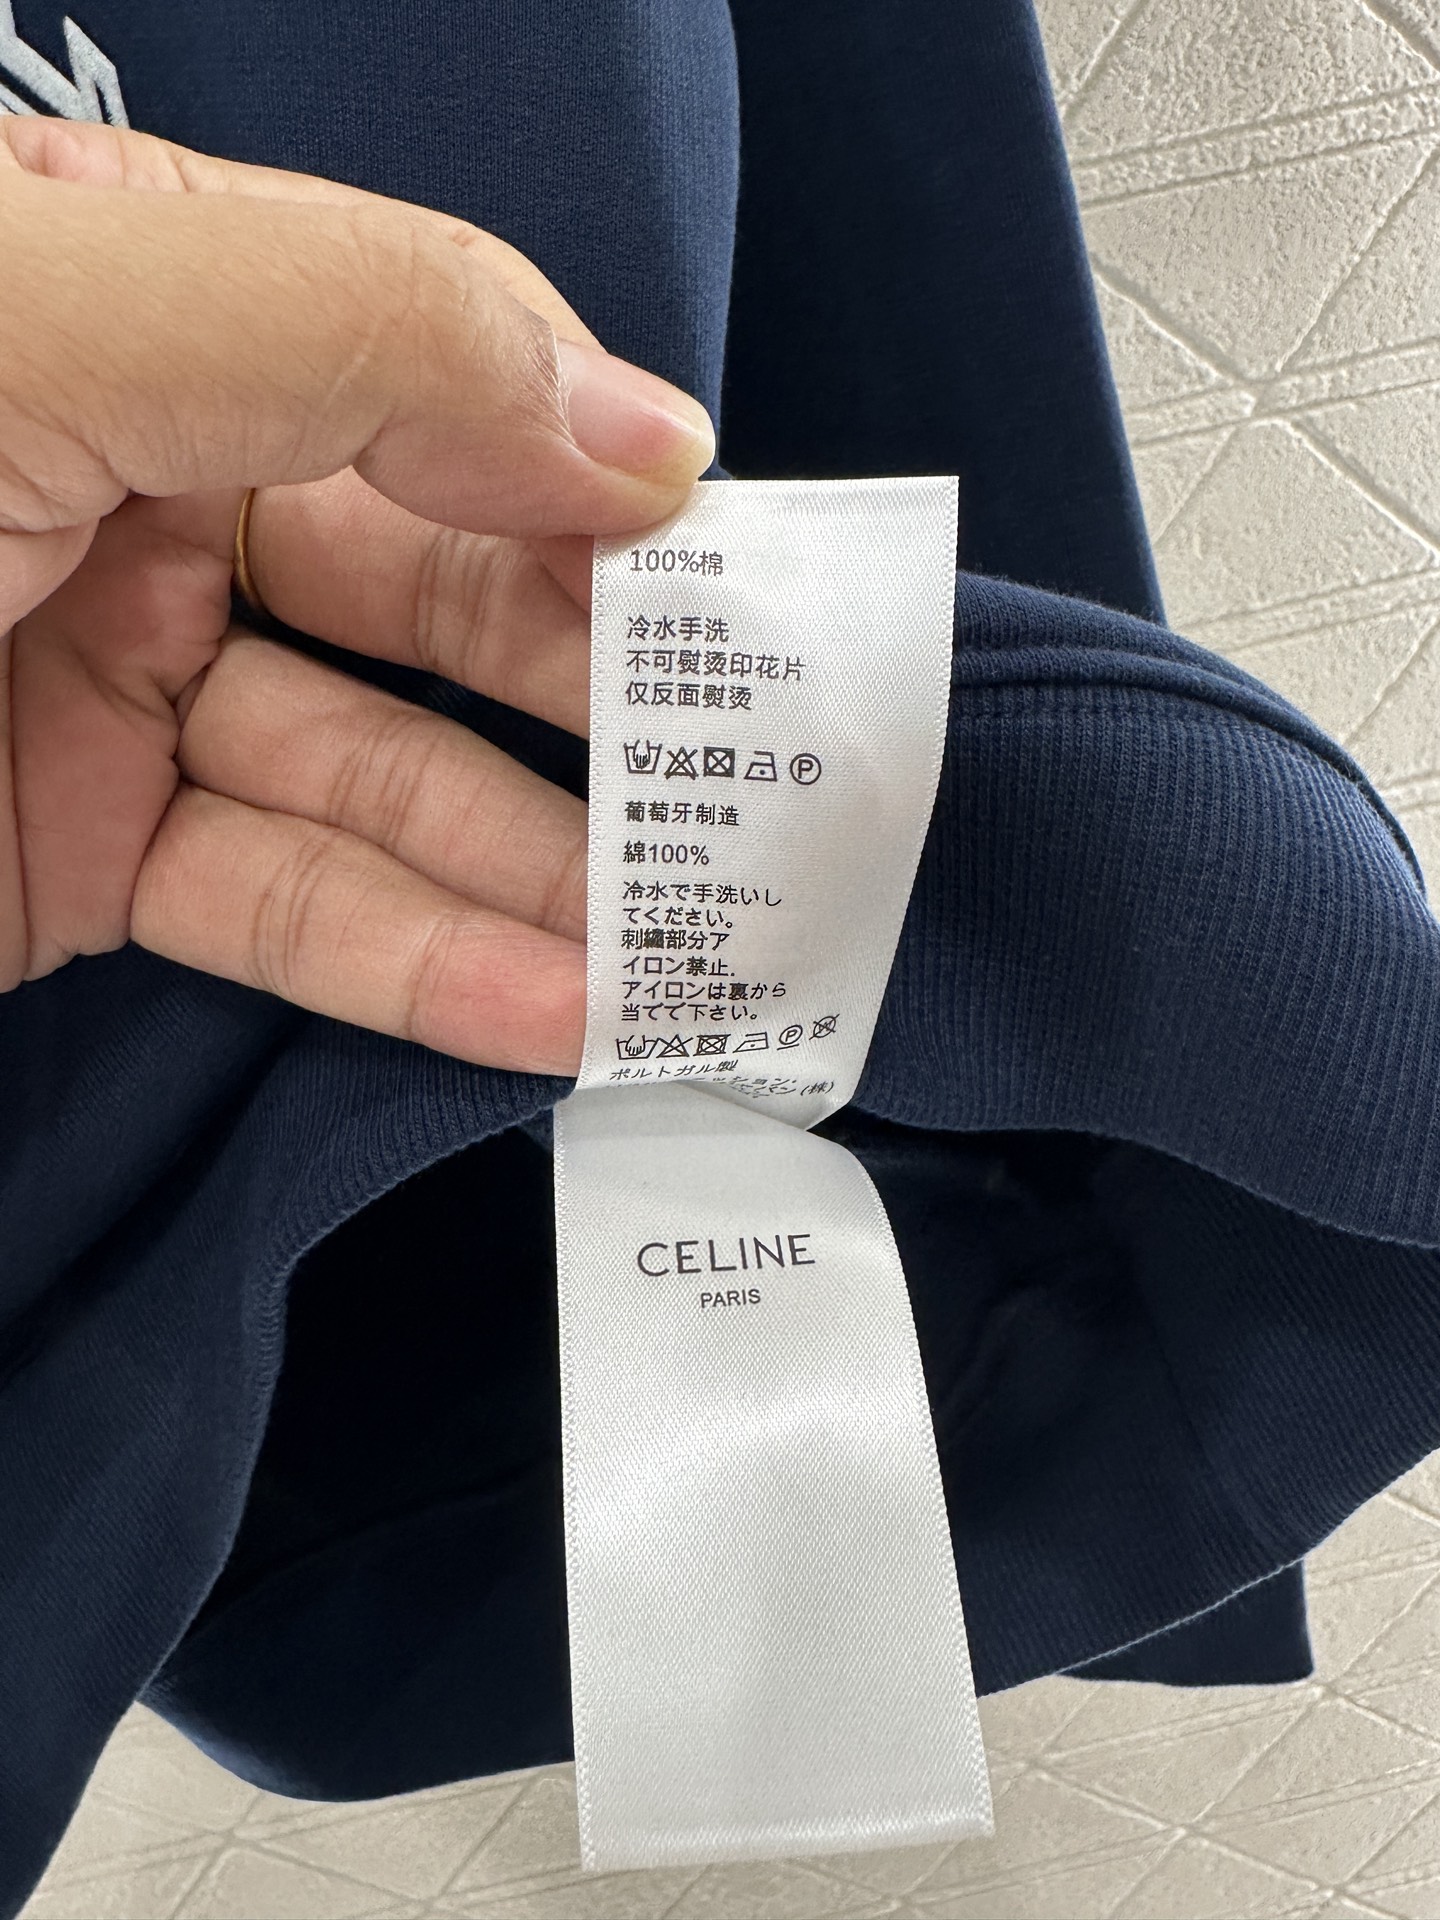 100%棉
冷水手洗
不可熨烫印花片
仅反面熨烫
P
葡萄牙制造
綿100%
冷水で手洗いし
てください。
刺繍部分ア
イロン禁止.
アイロンは裏から
当てで下さい。
P W
ポルトガル製
(株)
CELINE
PARIS